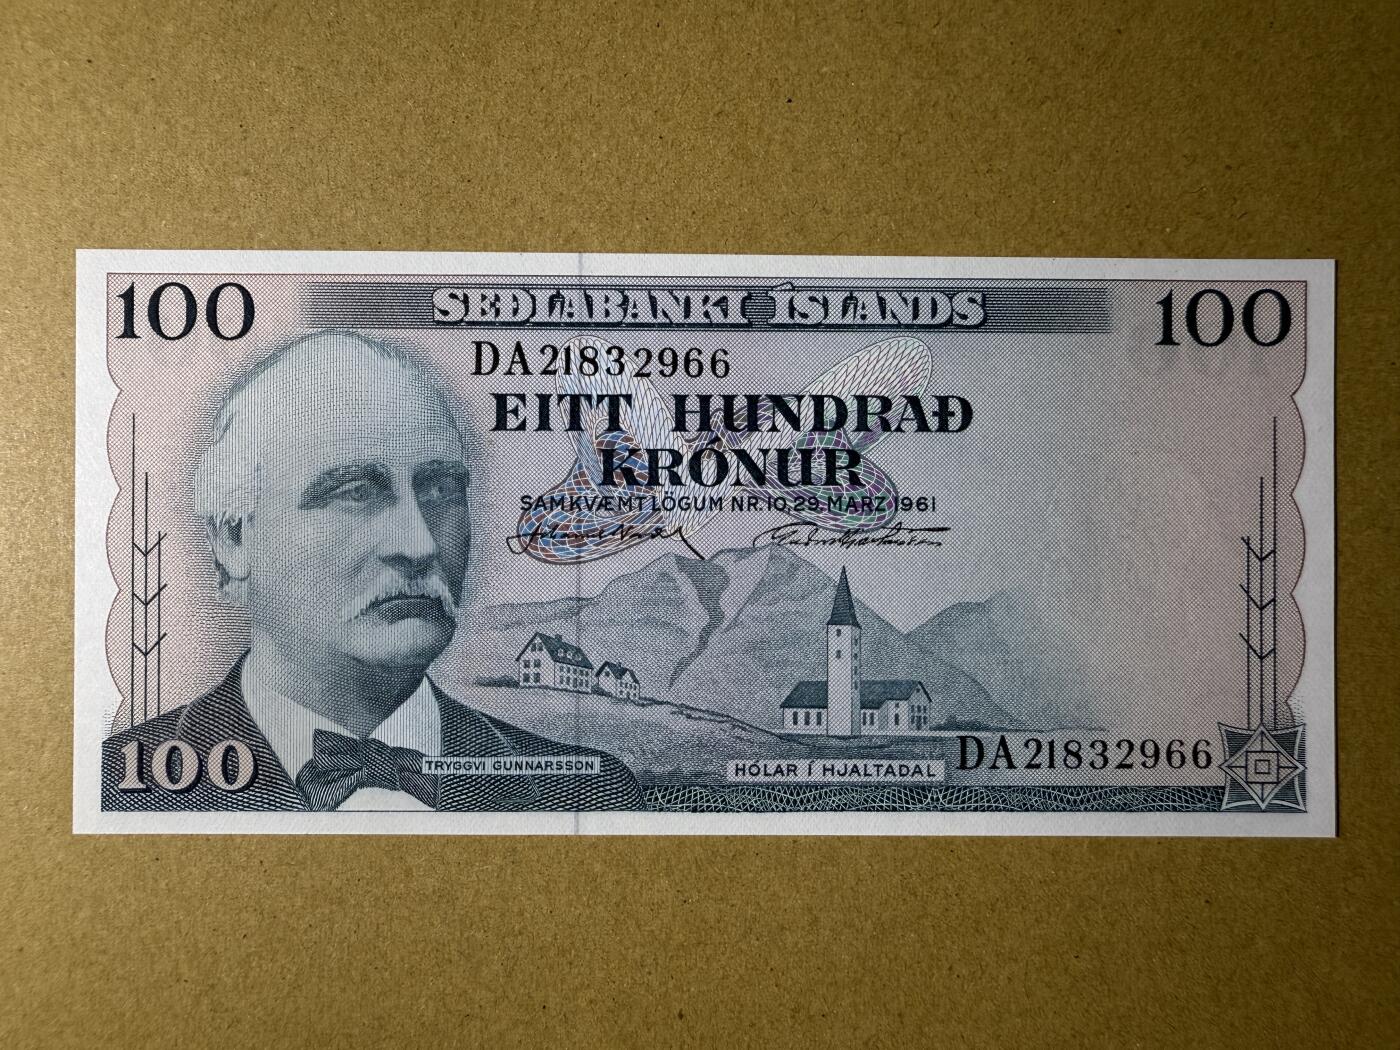 100 SEÐLABANKI ÍSLANDS 100
DA21832966
EITT HUNDRAÐ
KRÓNUR
SAMKVÆMT LÖGUM NR.10,29.MARZ 1961
100 TRYGGVI GUNNARSSON HÓLAR Í HJALTADAL DA21832966